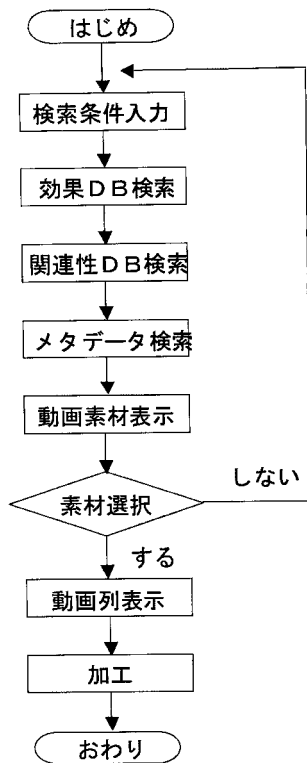 はじめ
検索条件入力
効果ＤＢ検索
関連性ＤＢ検索
メタデータ検索
動画素材表示
素材選択
しない
する
動画列表示
加工
おわり